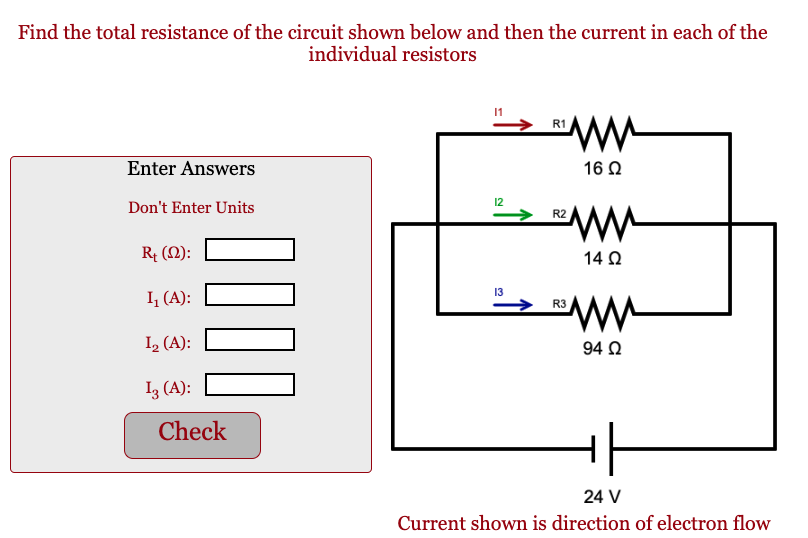 Find the total resistance of the circuit shown below and then the current in each of the
individual resistors
Enter Answers
Don't Enter Units
Rt (Ω):
I1 (A):
I2 (A):
I3 (A):
Check
I1
R1
16 Ω
I2
R2
14 Ω
I3
R3
94 Ω
24 V
Current shown is direction of electron flow